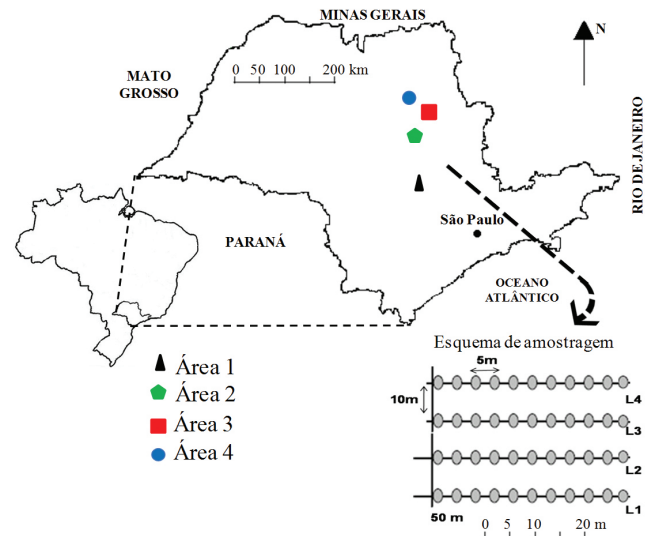 MINAS GERAIS
N
0 50 100 200 km
MATO
GROSSO
RIO DE JANEIRO
São Paulo
PARANÁ
OCEANO
ATLÂNTICO
Esquema de amostragem
Área 1
Área 2
Área 3
Área 4
5m
L4
10m
L3
L2
L1
50 m
0 5 10 20 m